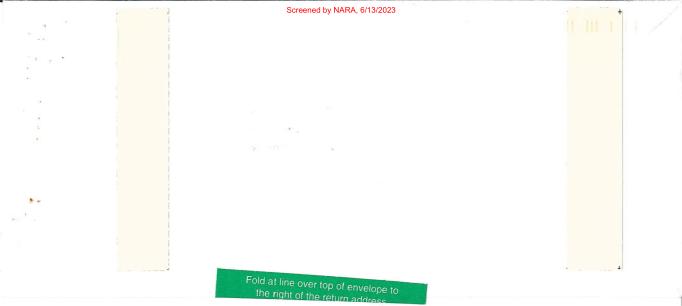 Screened by NARA, 6/13/2023
Fold at line over top of envelope to
the right of the return address